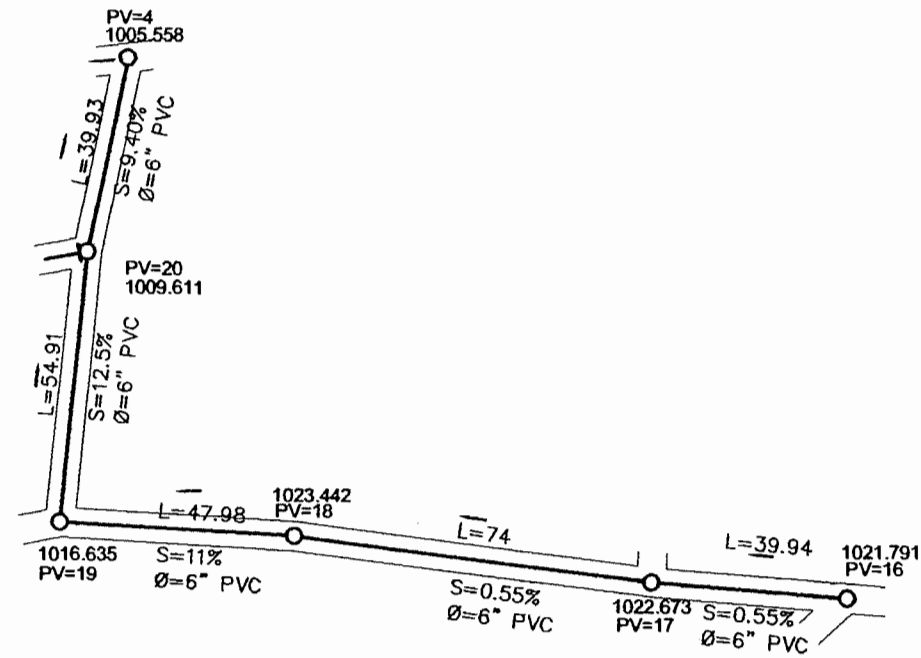 PV=4
1005.558
L=39.93
S=9.40%
Ø=6" PVC
PV=20
1009.611
L=54.91
S=12.5%
Ø=6" PVC
1016.635
PV=19
L=47.98
S=11%
Ø=6" PVC
1023.442
PV=18
L=74
S=0.55%
Ø=6" PVC
1022.673
PV=17
L=39.94
S=0.55%
Ø=6" PVC
1021.791
PV=16